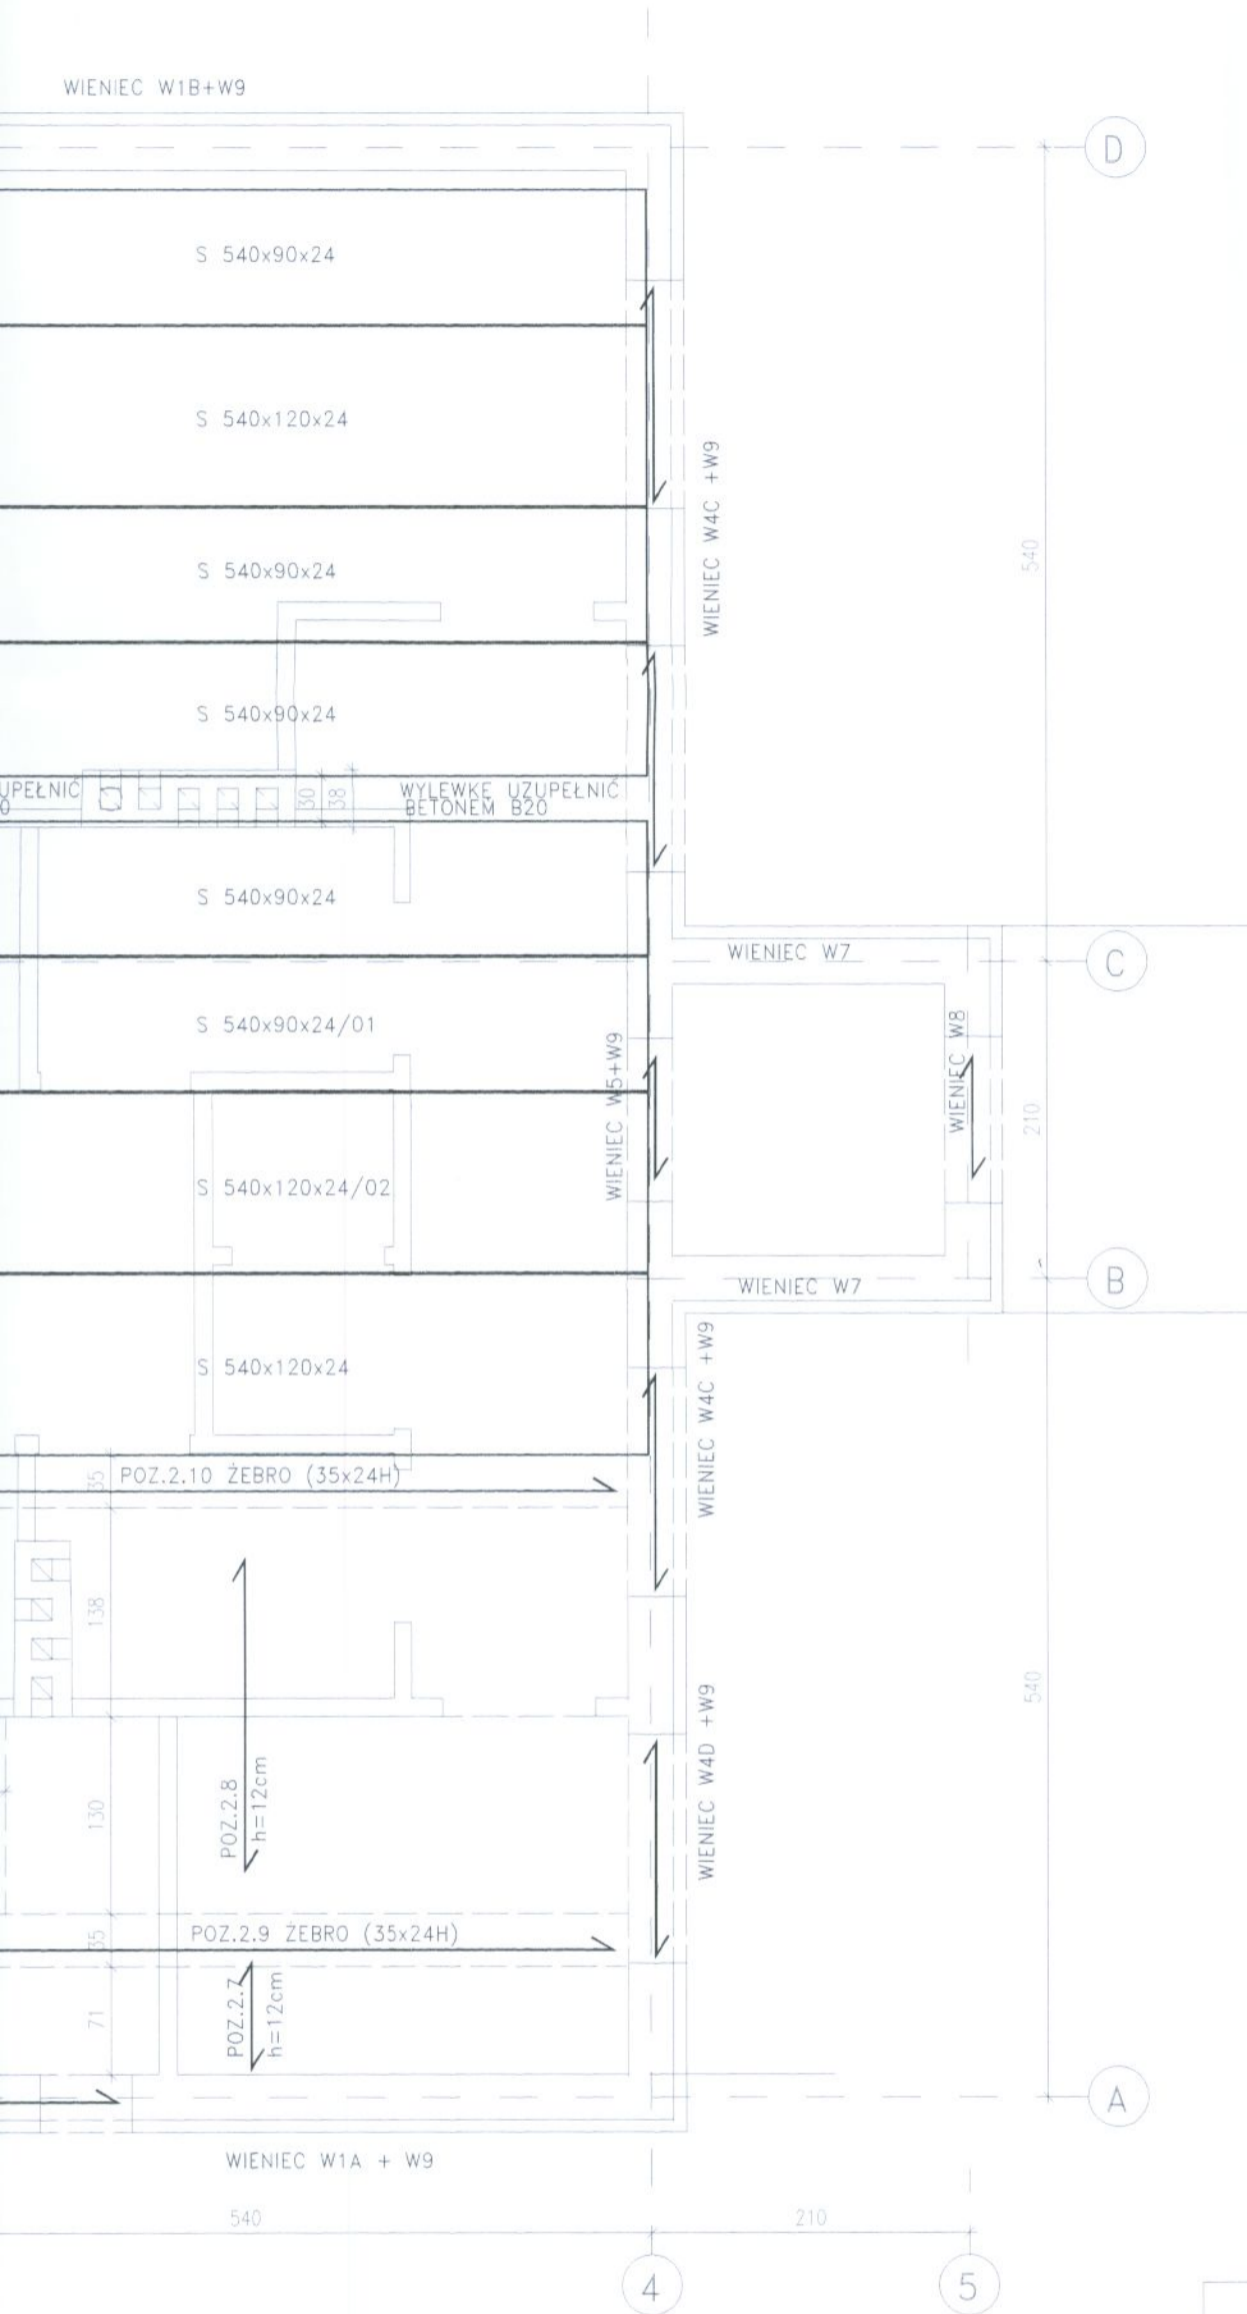 WIENIEC W1B+W9
D
S 540x90x24
S 540x120x24
WIENIEC W4C +W9
540
S 540x90x24
S 540x90x24
UPEŁNIĆ
0
30
38
WYLEWKĘ UZUPEŁNIĆ
BETONEM B20
S 540x90x24
WIENIEC W7
C
S 540x90x24/01
WIENIEC W5+W9
WIENIEC W8
210
S 540x120x24/02
WIENIEC W7
B
S 540x120x24
WIENIEC W4C +W9
35
POZ.2.10 ŻEBRO (35x24H)
138
540
WIENIEC W4D +W9
POZ.2.8
h=12cm
130
35
POZ.2.9 ŻEBRO (35x24H)
71
POZ.2.7
h=12cm
A
WIENIEC W1A + W9
540
210
4
5